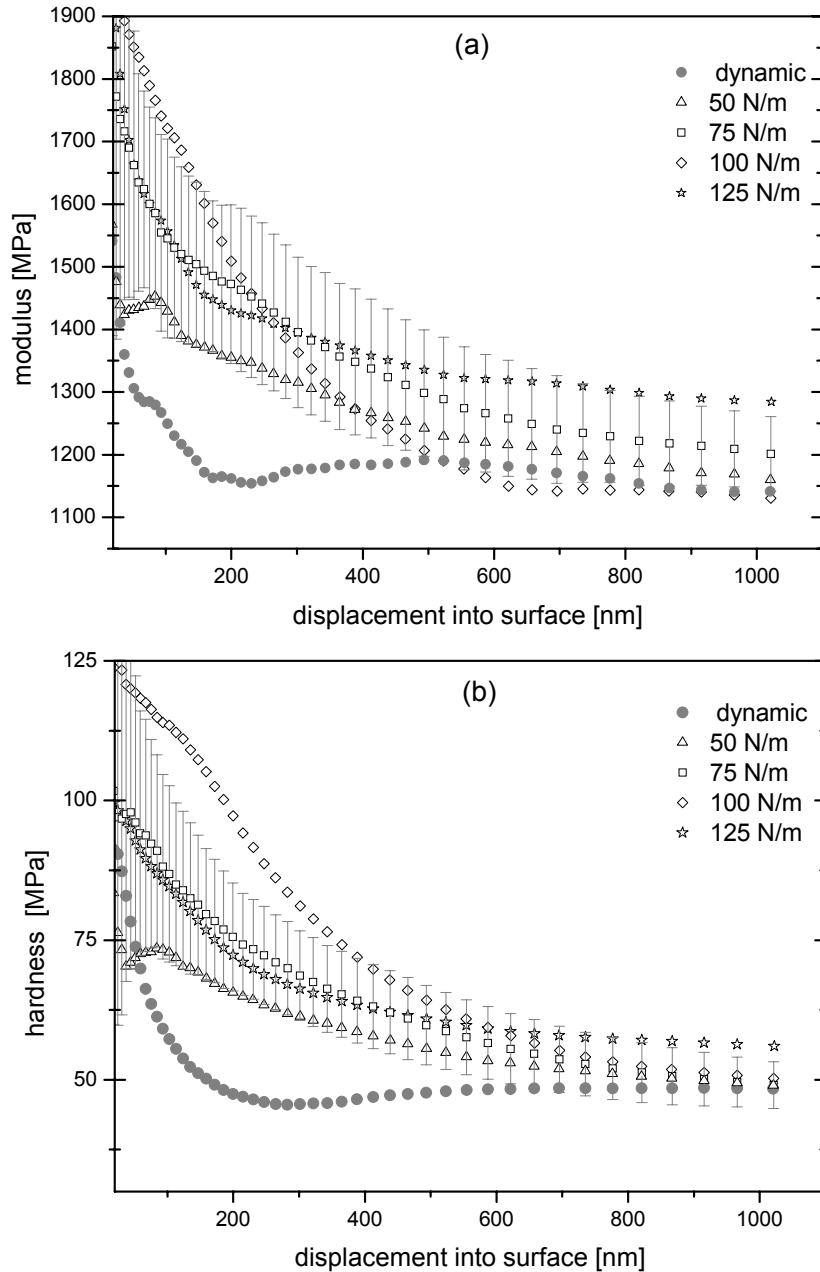 (a)
dynamic
50 N/m
75 N/m
100 N/m
125 N/m
modulus [MPa]
1900
1800
1700
1600
1500
1400
1300
1200
1100
200
400
600
800
1000
displacement into surface [nm]
(b)
dynamic
50 N/m
75 N/m
100 N/m
125 N/m
hardness [MPa]
125
100
75
50
200
400
600
800
1000
displacement into surface [nm]